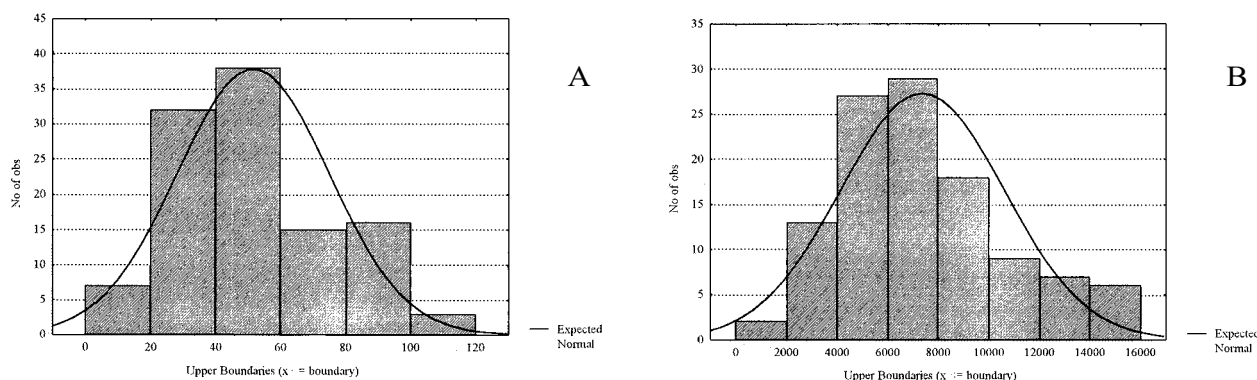 45
40
35
30
25
20
15
10
5
0
No of obs
0 20 40 60 80 100 120
Upper Boundaries (x = boundary)
Expected
Normal
A
35
30
25
20
15
10
5
0
No of obs
0 2000 4000 6000 8000 10000 12000 14000 16000
Upper Boundaries (x = boundary)
Expected
Normal
B